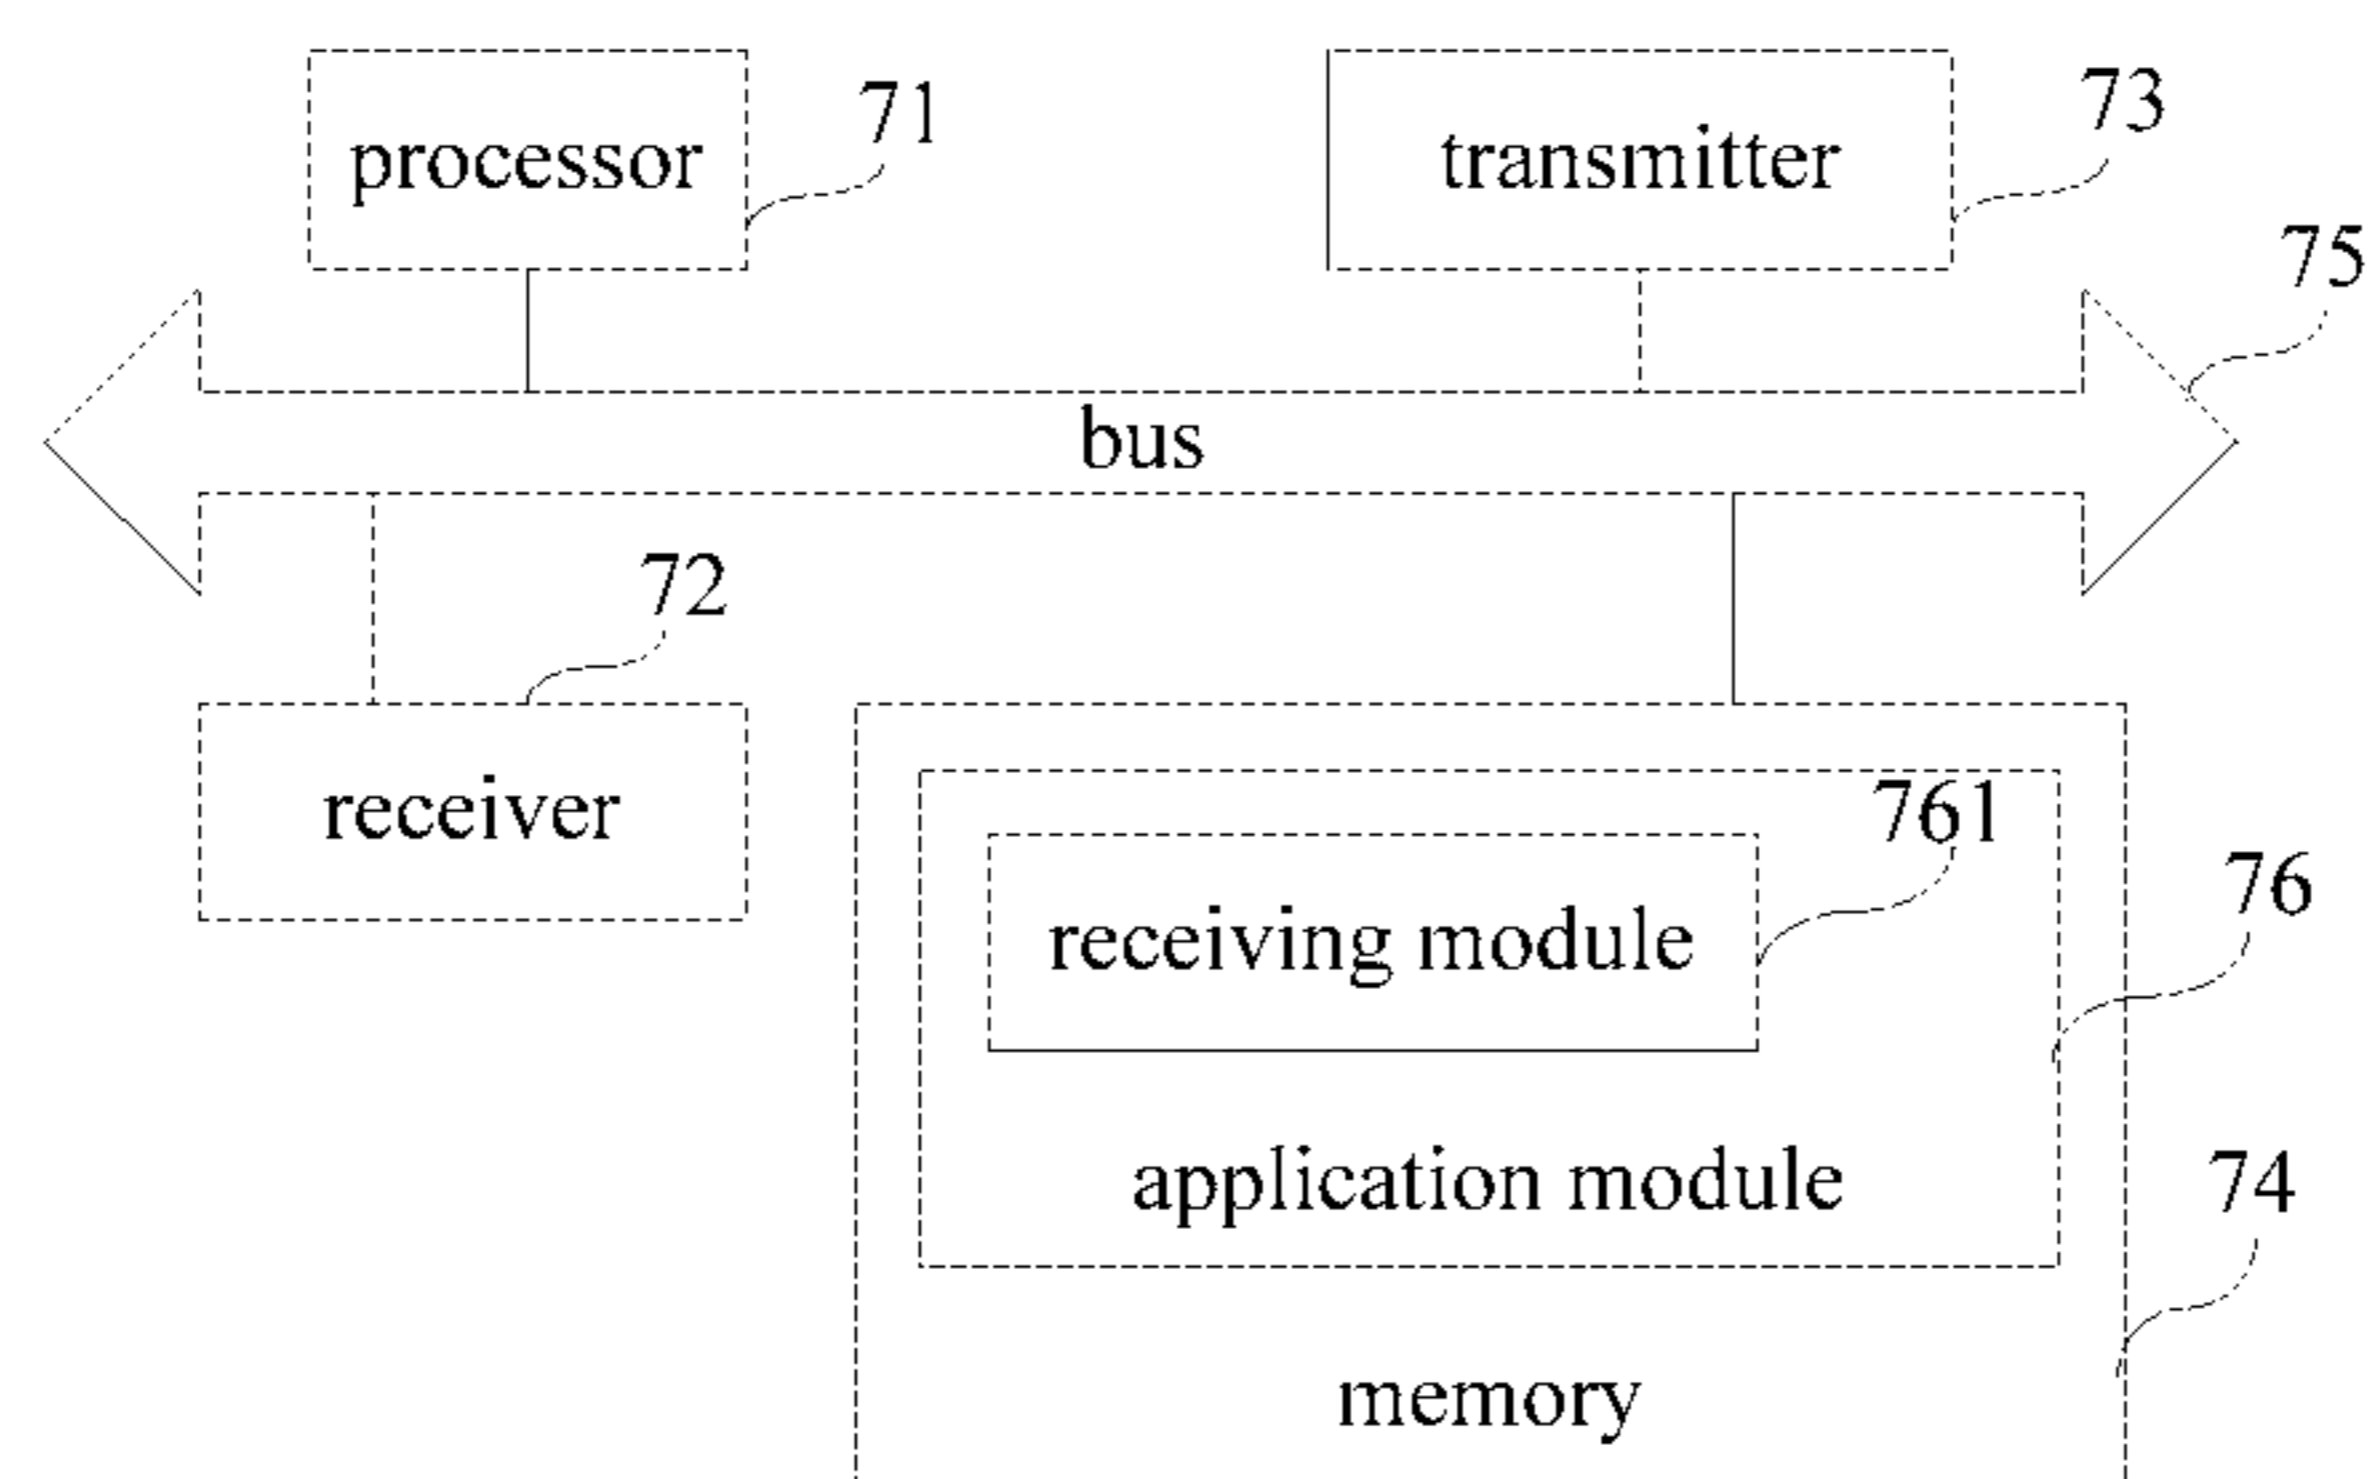 71
processor
73
transmitter
75
bus
72
receiver
761
receiving module
76
application module
74
memory